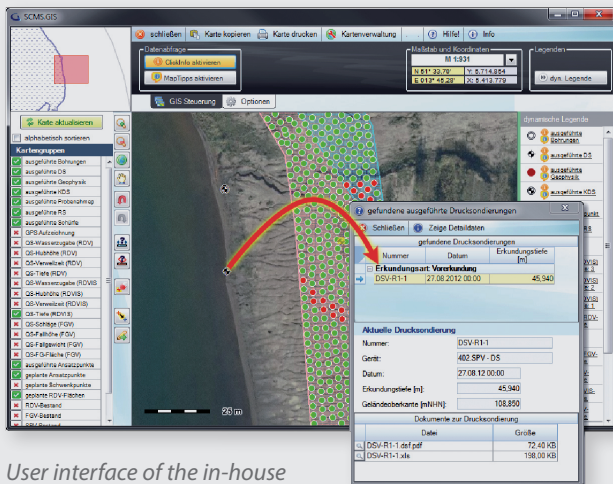 SCMS.GIS
schließen Karte kopieren Karte drucken Kartenverwaltung Hilfe! Info
Datenabfrage
ClickInfo aktivieren
MapTipps aktivieren
Maßstab und Koordinaten
M 1:931
N 51° 33,78' Y: 5.714.864
E 013° 45,29' X: 5.413.779
Legenden
dyn. Legende
GIS Steuerung Optionen
Karte aktualisieren
alphabetisch sortieren
Kartengruppen
ausgeführte Bohrungen
ausgeführte DS
ausgeführte Geophysik
ausgeführte KDS
ausgeführte Probenahmep
ausgeführte RS
ausgeführte Schürfe
GPS Aufzeichnung
QS-Wasserzugabe (RDV)
QS-Hubhöhe (RDV)
QS-Verweilzeit (RDV)
QS-Tiefe (RDV)
QS-Wasserzugabe (RDVIS
QS-Hubhöhe (RDVIS)
QS-Verweilzeit (RDVIS)
QS-Tiefe (RDVIS)
QS-Schläge (FGV)
QS-Fallhöhe (FGV)
QS-Fallgewicht (FGV)
QS-FG-Fläche (FGV)
ausgeführte Ansatzpunkte
geplante Ansatzpunkte
geplante Schwenkpunkte
geplante RDV-Flächen
RDV-Bestand
FGV-Bestand
25 m
dynamische Legende
ausgeführte
Bohrungen
ausgeführte DS
ausgeführte
Geophysik
ausgeführte KDS
gefundene ausgeführte Drucksondierungen
Schließen Zeige Detaildaten
gefundene Drucksondierungen
Nummer Datum Erkundungstiefe
[m]
Erkundungsart: Vorerkundung
DSV-R1-1 27.08.2012 00:00 45,940
Aktuelle Drucksondierung
Nummer: DSV-R1-1
Gerät: 402.SPV - DS
Datum: 27.08.12 00:00
Erkundungstiefe [m]: 45,940
Geländeoberkante [mNHN]: 108,850
Dokumente zur Drucksondierung
Datei Größe
DSV-R1-1.dsf.pdf 72,40 KB
DSV-R1-1.xls 198,00 KB
User interface of the in-house